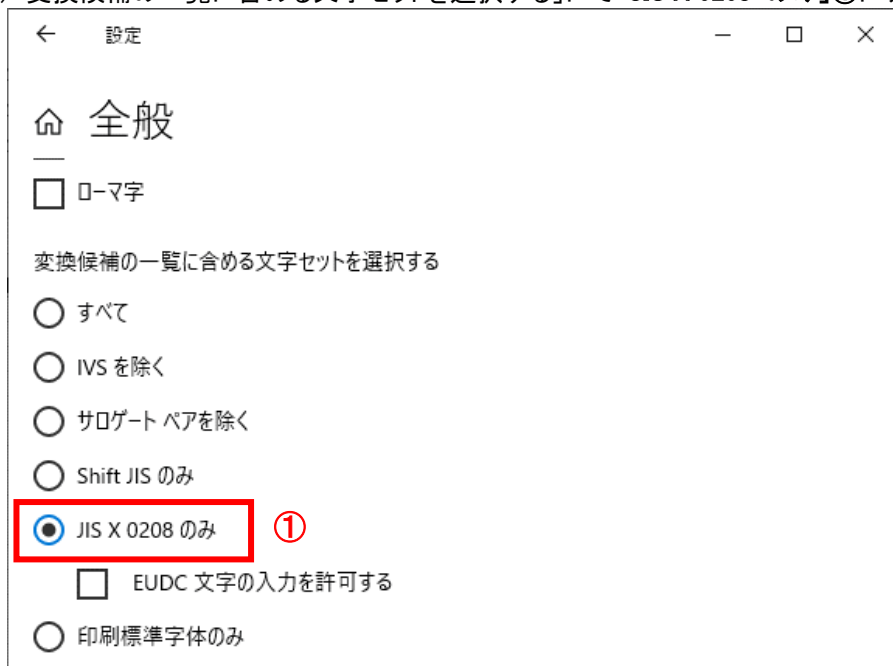 設定
全般
ローマ字
変換候補の一覧に含める文字セットを選択する
すべて
IVS を除く
サロゲート ペアを除く
Shift JIS のみ
JIS X 0208 のみ ①
EUDC 文字の入力を許可する
印刷標準字体のみ